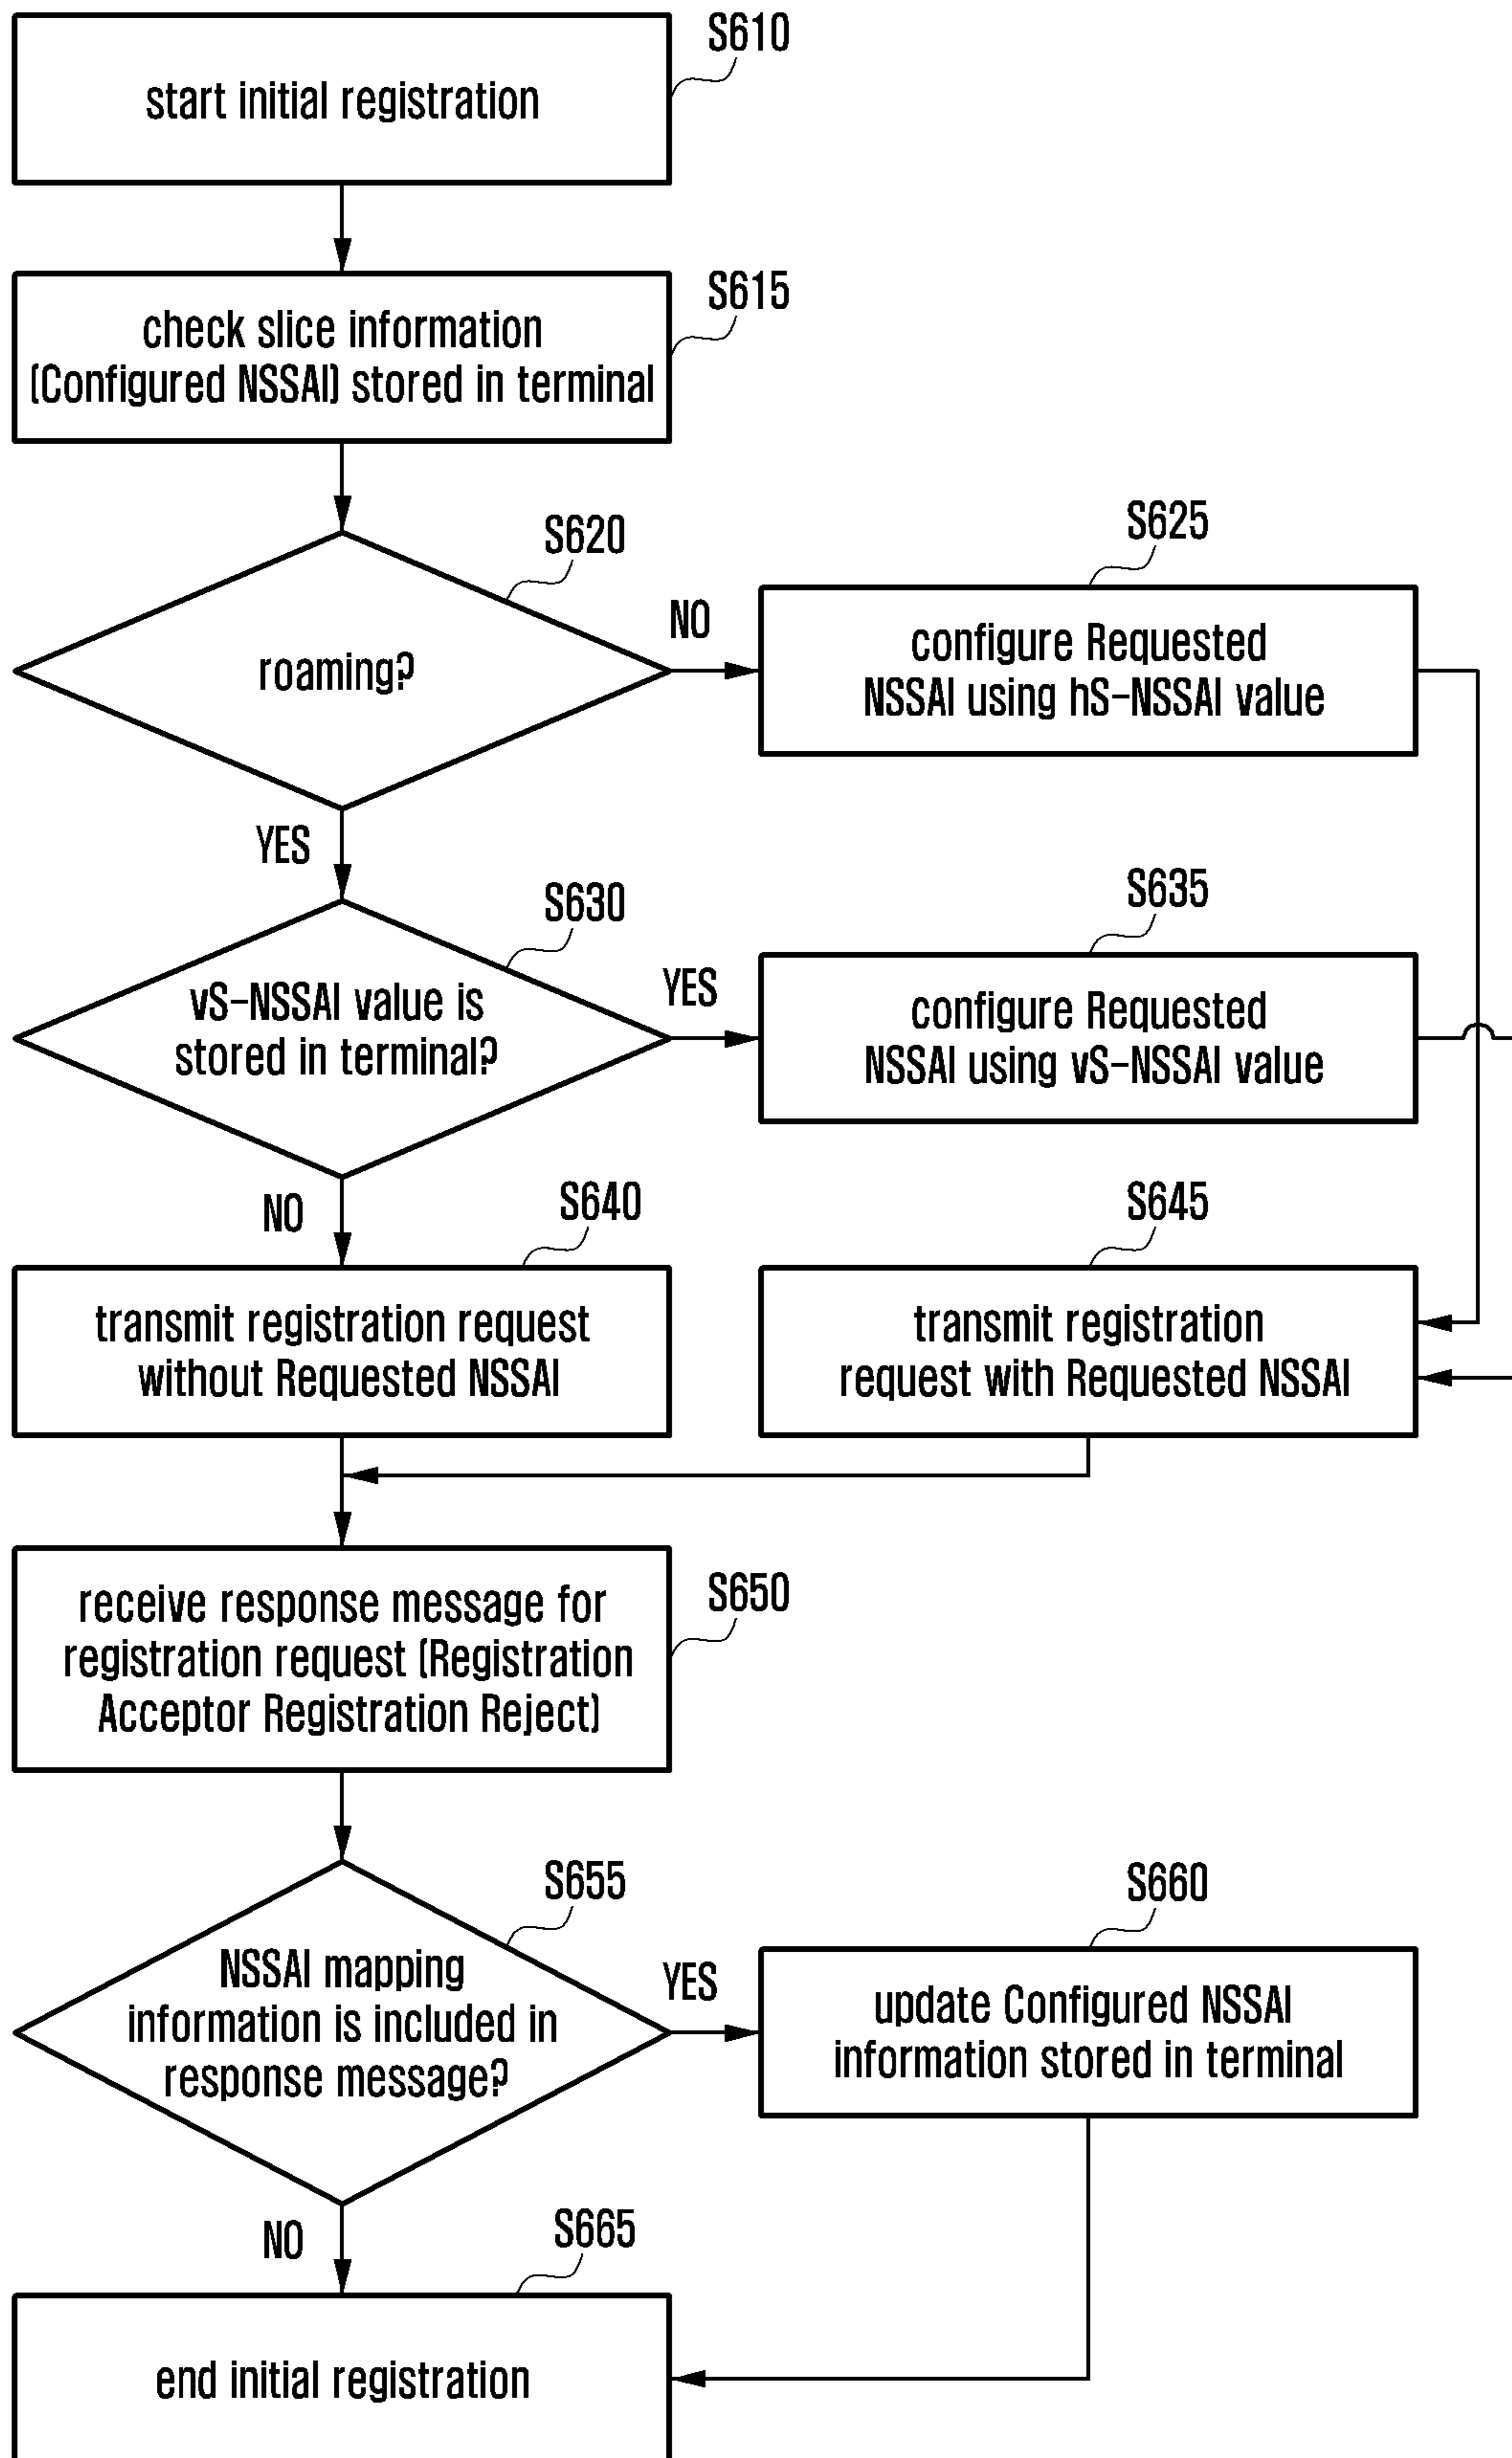 S610
start initial registration
S615
check slice information
(Configured NSSAI) stored in terminal
S620
roaming?
NO
S625
configure Requested
NSSAI using hS-NSSAI value
YES
S630
vS-NSSAI value is
stored in terminal?
YES
S635
configure Requested
NSSAI using vS-NSSAI value
NO
S640
transmit registration request
without Requested NSSAI
S645
transmit registration
request with Requested NSSAI
S650
receive response message for
registration request (Registration
Acceptor Registration Reject)
S655
NSSAI mapping
information is included in
response message?
YES
S660
update Configured NSSAI
information stored in terminal
NO
S665
end initial registration